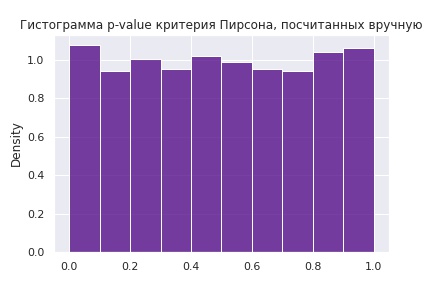 Гистограмма p-value критерия Пирсона, посчитанных вручную
Density
1.0
0.8
0.6
0.4
0.2
0.0
0.0 0.2 0.4 0.6 0.8 1.0